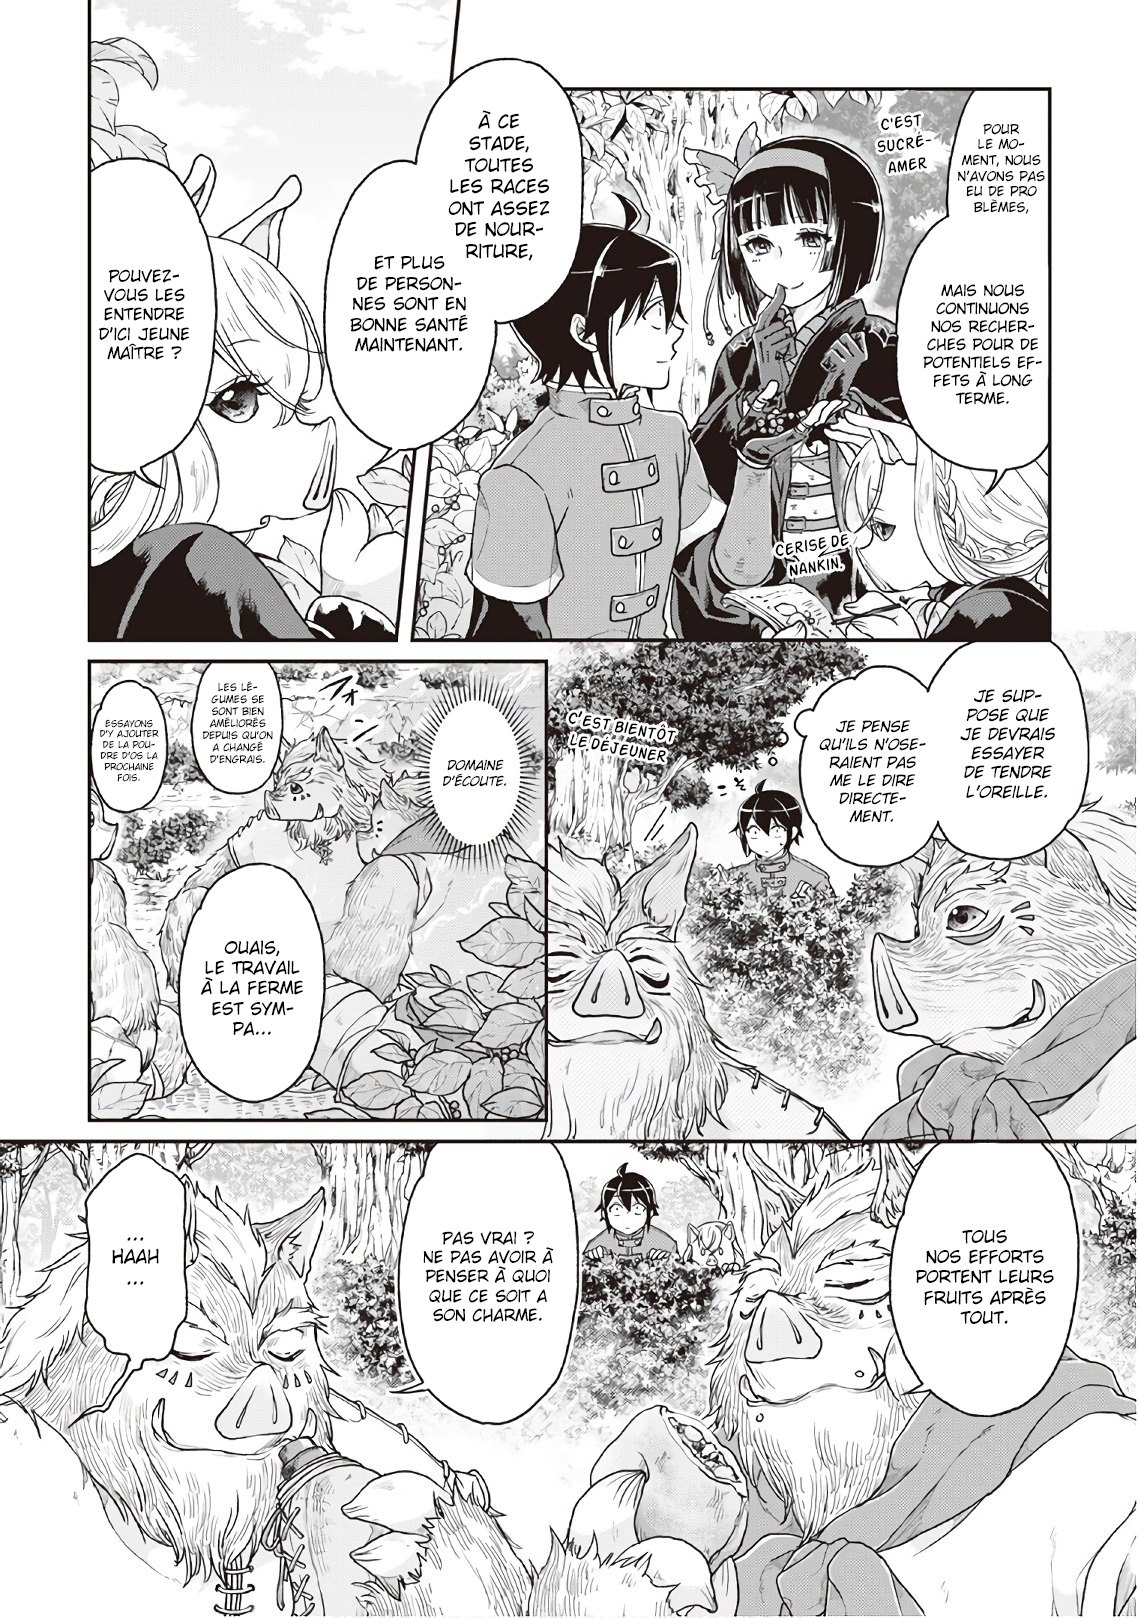 POUR
LE MO-
MENT, NOUS
N'AVONS PAS
EU DE PRO
BLÈMES,
MAIS NOUS
CONTINUONS
NOS RECHER-
CHES POUR DE
POTENTIELS EF-
FETS À LONG
TERME.
C'EST
SUCRÉ-
AMER
CERISE DE
NANKIN.
À CE
STADE,
TOUTES
LES RACES
ONT ASSEZ
DE NOUR-
RITURE,
ET PLUS
DE PERSON-
NES SONT EN
BONNE SANTÉ
MAINTENANT.
POUVEZ-
VOUS LES
ENTENDRE
D'ICI JEUNE
MAÎTRE ?
JE SUP-
POSE QUE
JE DEVRAIS
ESSAYER
DE TENDRE
L'OREILLE.
JE PENSE
QU'ILS N'OSE-
RAIENT PAS
ME LE DIRE
DIRECTE-
MENT.
C'EST BIENTÔT
LE DÉJEUNER
DOMAINE
D'ÉCOUTE.
LES LÉ-
GUMES SE
SONT BIEN
AMÉLIORÉS
DEPUIS QU'ON
A CHANGÉ
D'ENGRAIS.
ESSAYONS
D'Y AJOUTER
DE LA POU-
DRE D'OS LA
PROCHAINE
FOIS.
OUAIS,
LE TRAVAIL
À LA FERME
EST SYM-
PA...
TOUS
NOS EFFORTS
PORTENT LEURS
FRUITS APRÈS
TOUT.
PAS VRAI ?
NE PAS AVOIR À
PENSER À QUOI
QUE CE SOIT A
SON CHARME.
...
HAAH
...